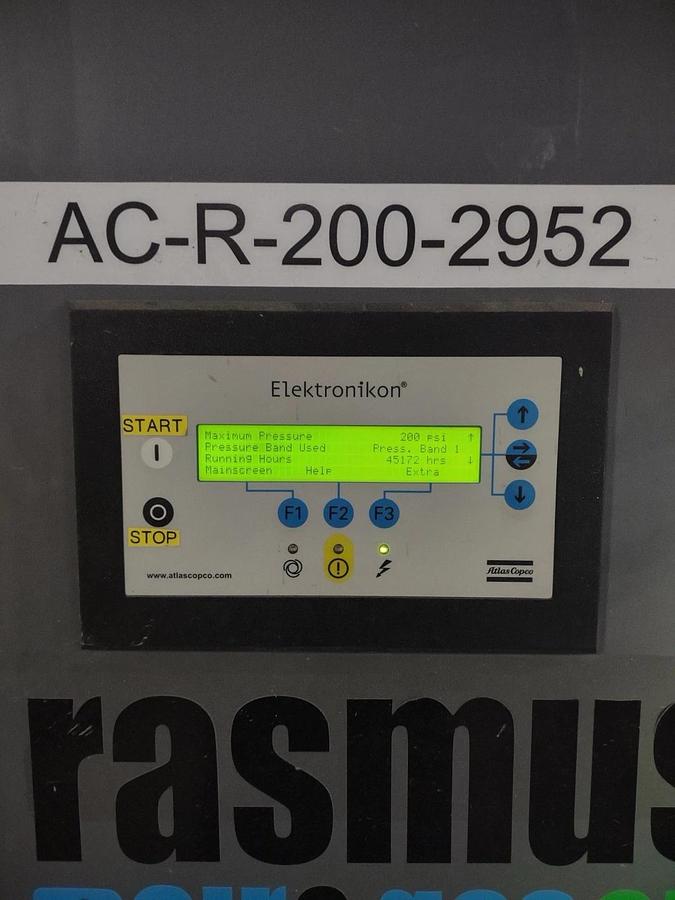 AC-R-200-2952
Elektronikon®
START
I
Maximum Pressure 200 psi ↑
Pressure Band Used Press. Band 1
Running Hours 45172 hrs ↓
Mainscreen Help Extra
F1 F2 F3
STOP
www.atlascopco.com
Atlas Copco
rasmus